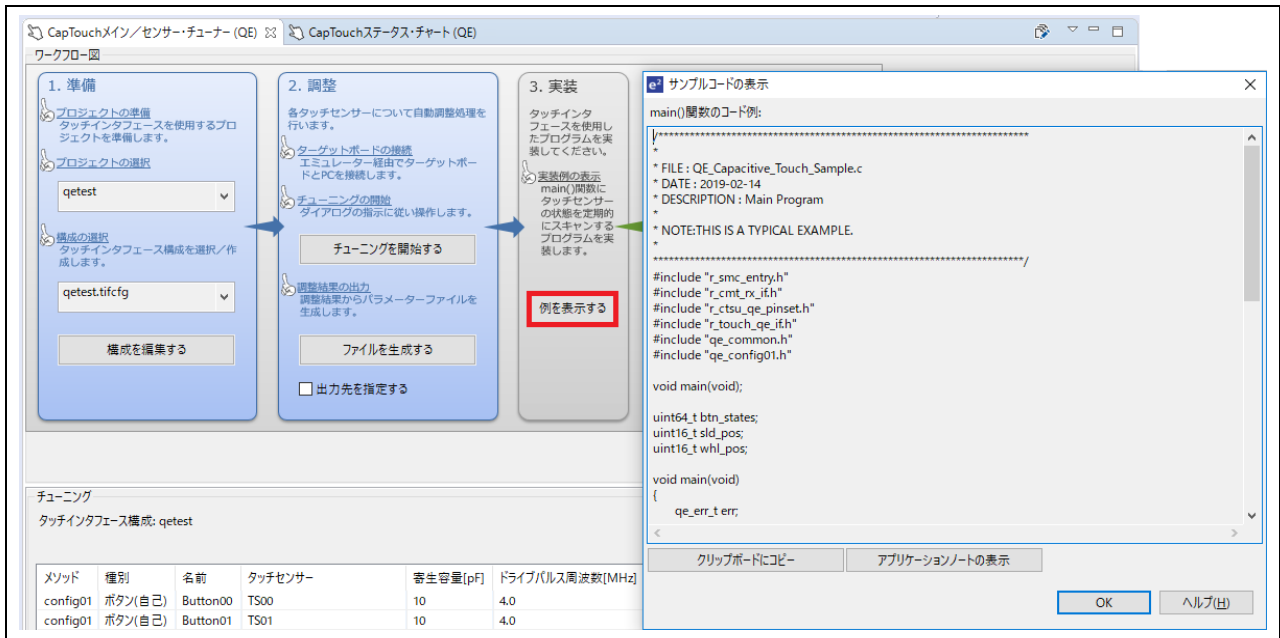 CapTouchメイン／センサー・チューナー (QE)
CapTouchステータス・チャート (QE)
ワークフロー図
1. 準備
プロジェクトの準備
タッチインタフェースを使用するプロ
ジェクトを準備します。
プロジェクトの選択
qetest
構成の選択
タッチインタフェース構成を選択／作
成します。
qetest.tifcfg
構成を編集する
2. 調整
各タッチセンサーについて自動調整処理を
行います。
ターゲットボードの接続
エミュレーター経由でターゲットボー
ドとPCを接続します。
チューニングの開始
ダイアログの指示に従い操作します。
チューニングを開始する
調整結果の出力
調整結果からパラメーターファイルを
生成します。
ファイルを生成する
出力先を指定する
3. 実装
タッチインタ
フェースを使用し
たプログラムを実
装してください。
実装例の表示
main()関数に
タッチセンサー
の状態を定期的
にスキャンする
プログラムを実
装します。
例を表示する
e² サンプルコードの表示
main()関数のコード例:
/***********************************************************************
*
* FILE : QE_Capacitive_Touch_Sample.c
* DATE : 2019-02-14
* DESCRIPTION : Main Program
*
* NOTE:THIS IS A TYPICAL EXAMPLE.
*
***********************************************************************/
#include "r_smc_entry.h"
#include "r_cmt_rx_if.h"
#include "r_ctsu_qe_pinset.h"
#include "r_touch_qe_if.h"
#include "qe_common.h"
#include "qe_config01.h"
void main(void);
uint64_t btn_states;
uint16_t sld_pos;
uint16_t whl_pos;
void main(void)
{
qe_err_t err;
クリップボードにコピー
アプリケーションノートの表示
OK
ヘルプ(H)
チューニング
タッチインタフェース構成: qetest
メソッド 種別 名前 タッチセンサー 寄生容量[pF] ドライブパルス周波数[MHz]
config01 ボタン(自己) Button00 TS00 10 4.0
config01 ボタン(自己) Button01 TS01 10 4.0